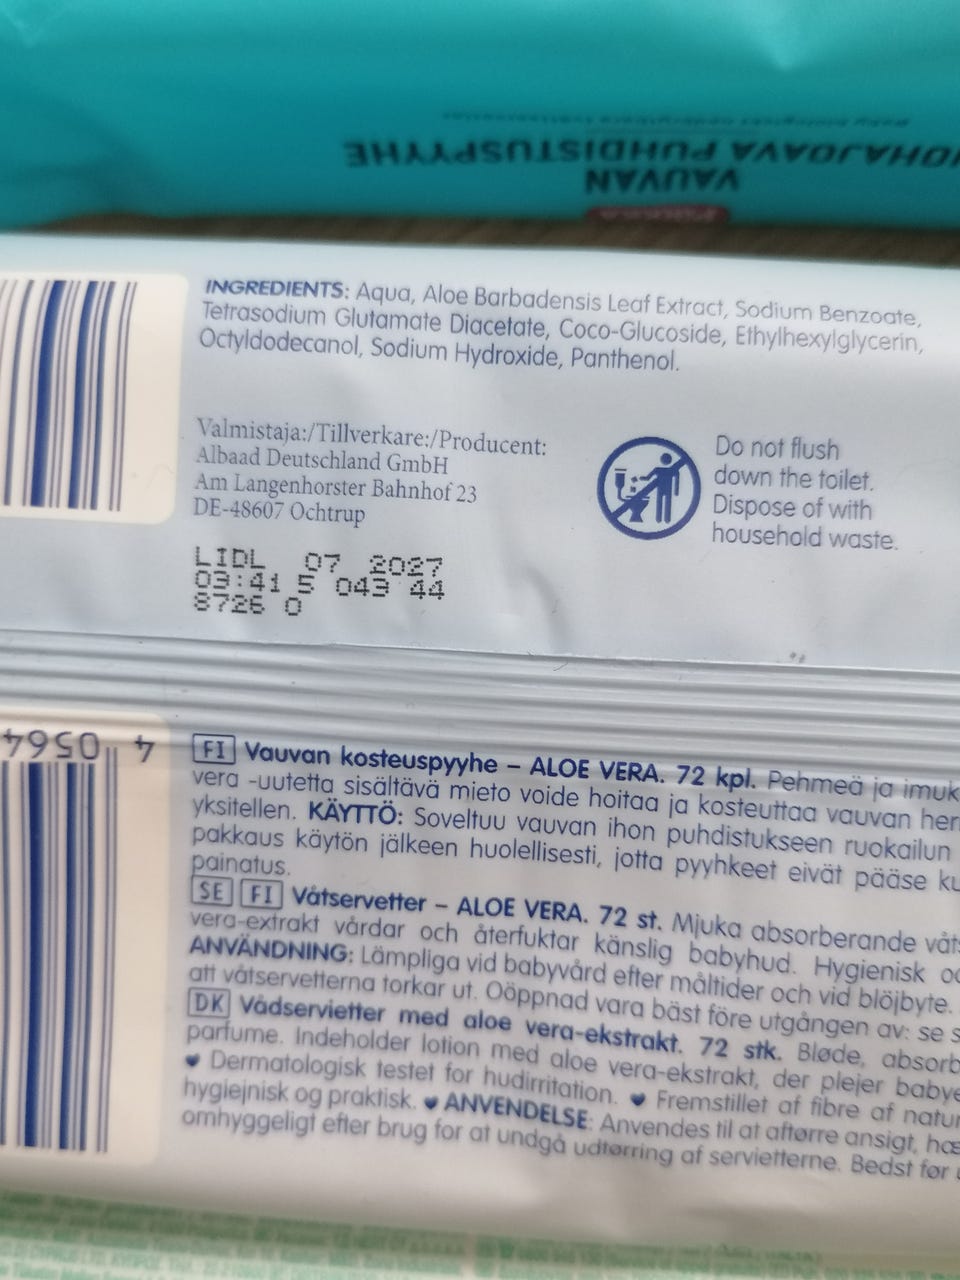 VAUVAN
PUHDISTUSPYYHE
INGREDIENTS: Aqua, Aloe Barbadensis Leaf Extract, Sodium Benzoate,
Tetrasodium Glutamate Diacetate, Coco-Glucoside, Ethylhexylglycerin,
Octyldodecanol, Sodium Hydroxide, Panthenol.
Valmistaja:/Tillverkare:/Producent:
Albaad Deutschland GmbH
Am Langenhorster Bahnhof 23
DE-48607 Ochtrup
Do not flush
down the toilet.
Dispose of with
household waste.
LIDL 07 2027
03:41 5 043 44
8726 0
4 0564
FI Vauvan kosteuspyyhe – ALOE VERA. 72 kpl. Pehmeä ja imuk
vera -uutetta sisältävä mieto voide hoitaa ja kosteuttaa vauvan her
yksitellen. KÄYTTÖ: Soveltuu vauvan ihon puhdistukseen ruokailun
pakkaus käytön jälkeen huolellisesti, jotta pyyhkeet eivät pääse ku
painatus.
SE FI Våtservetter – ALOE VERA. 72 st. Mjuka absorberande våts
vera-extrakt vårdar och återfuktar känslig babyhud. Hygienisk oc
ANVÄNDNING: Lämpliga vid babyvård efter måltider och vid blöjbyte.
att våtservetterna torkar ut. Oöppnad vara bäst före utgången av: se s
DK Vådservietter med aloe vera-ekstrakt. 72 stk. Bløde, absorb
parfume. Indeholder lotion med aloe vera-ekstrakt, der plejer babye
♥ Dermatologisk testet for hudirritation. ♥ Fremstillet af fibre af natur
hygiejnisk og praktisk. ♥ ANVENDELSE: Anvendes til at aftørre ansigt, hæ
omhyggeligt efter brug for at undgå udtørring af servietterne. Bedst før